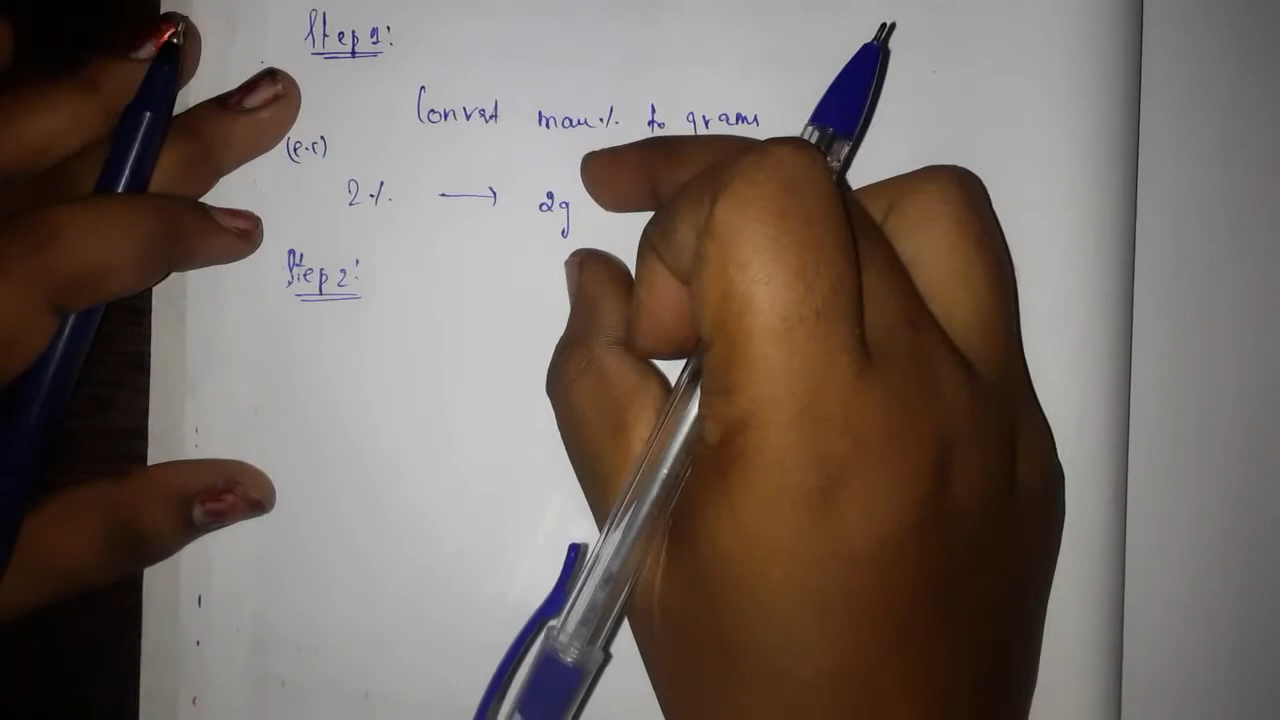 Step 1:
Convert mass% to grams
(e.c)
2% → 2g
Step 2: